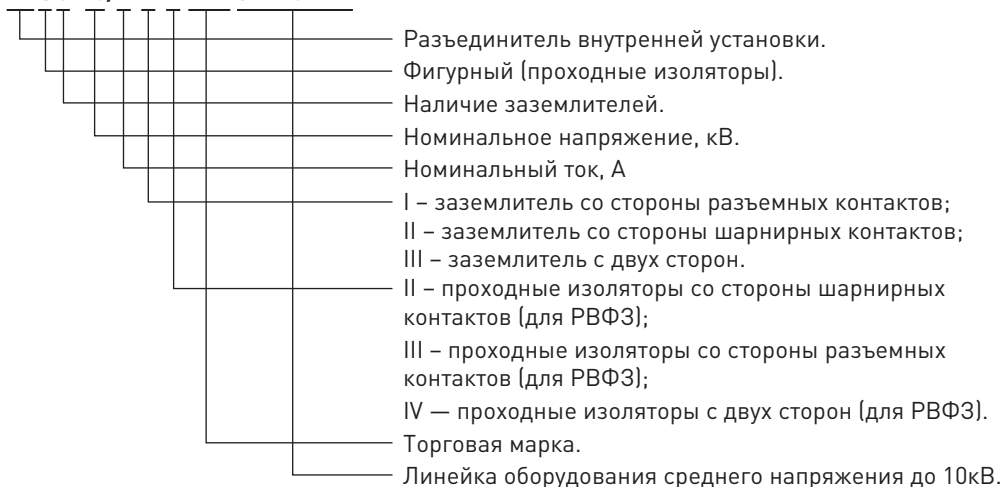 Разъединитель внутренней установки.
Фигурный (проходные изоляторы).
Наличие заземлителей.
Номинальное напряжение, кВ.
Номинальный ток, А
I – заземлитель со стороны разъемных контактов;
II – заземлитель со стороны шарнирных контактов;
III – заземлитель с двух сторон.
II – проходные изоляторы со стороны шарнирных
контактов (для РВФЗ);
III – проходные изоляторы со стороны разъемных
контактов (для РВФЗ);
IV — проходные изоляторы с двух сторон (для РВФЗ).
Торговая марка.
Линейка оборудования среднего напряжения до 10кВ.